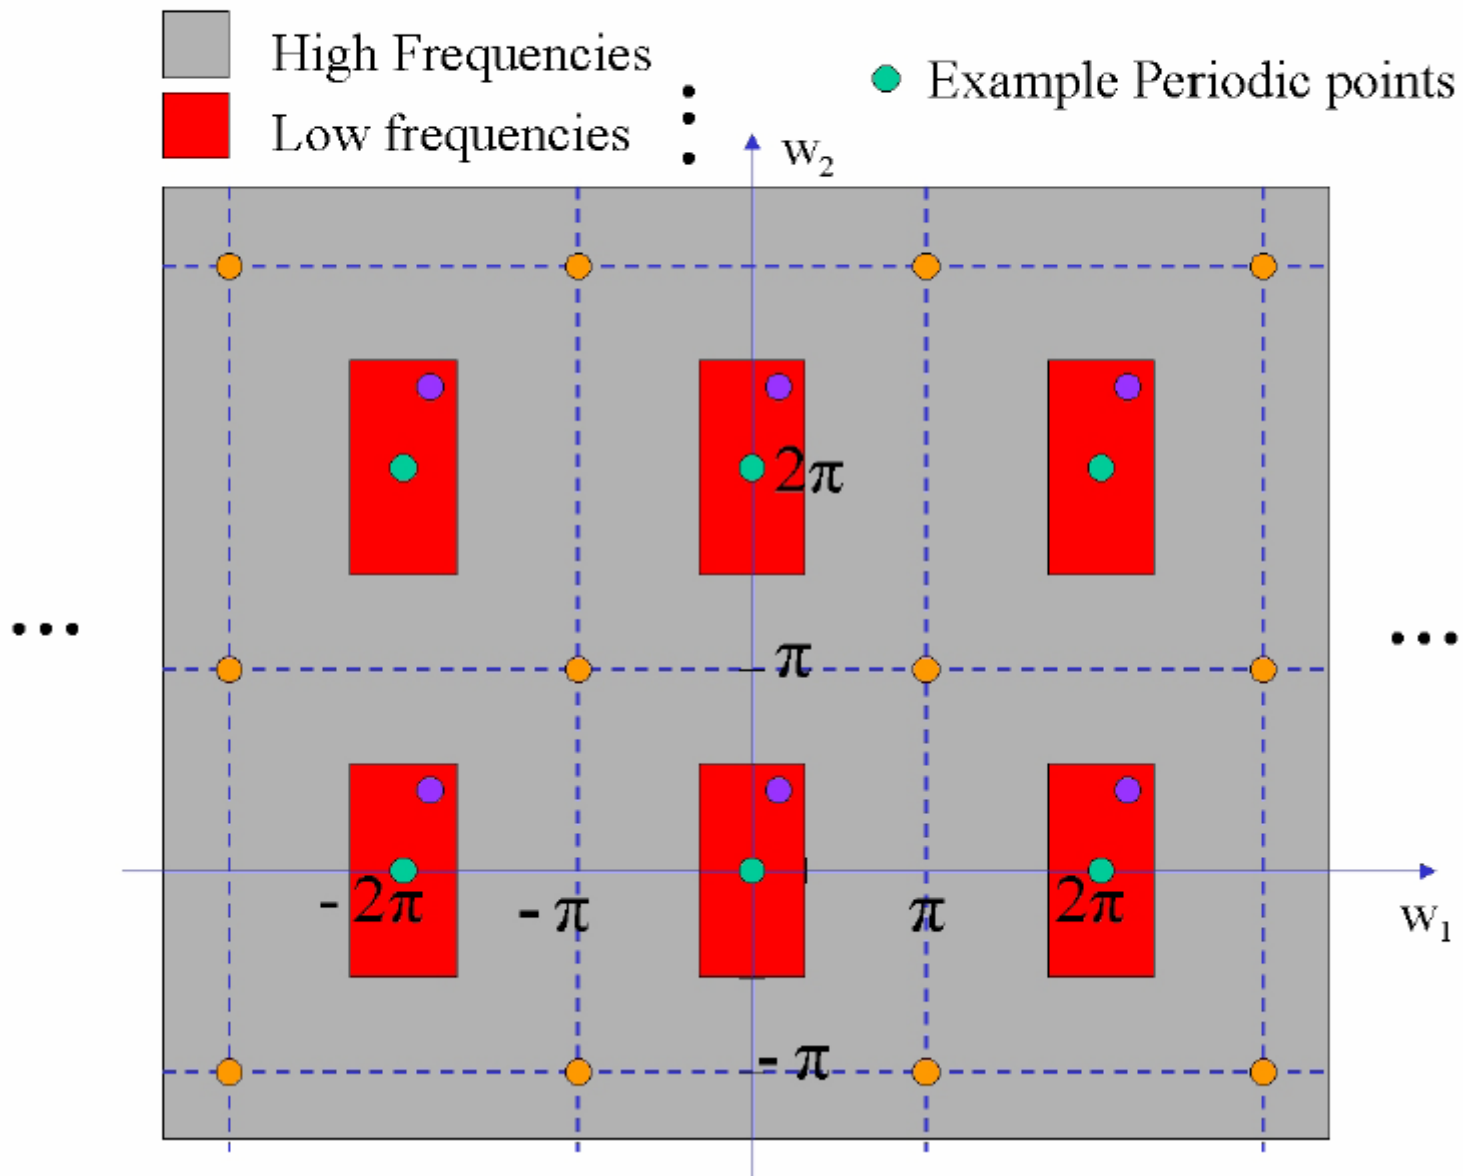 High Frequencies
Example Periodic points
Low frequencies
w₂
2π
π
- 2π
- π
π
2π
w₁
- π